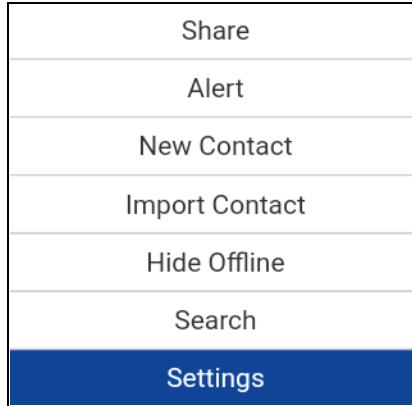 Share
Alert
New Contact
Import Contact
Hide Offline
Search
Settings